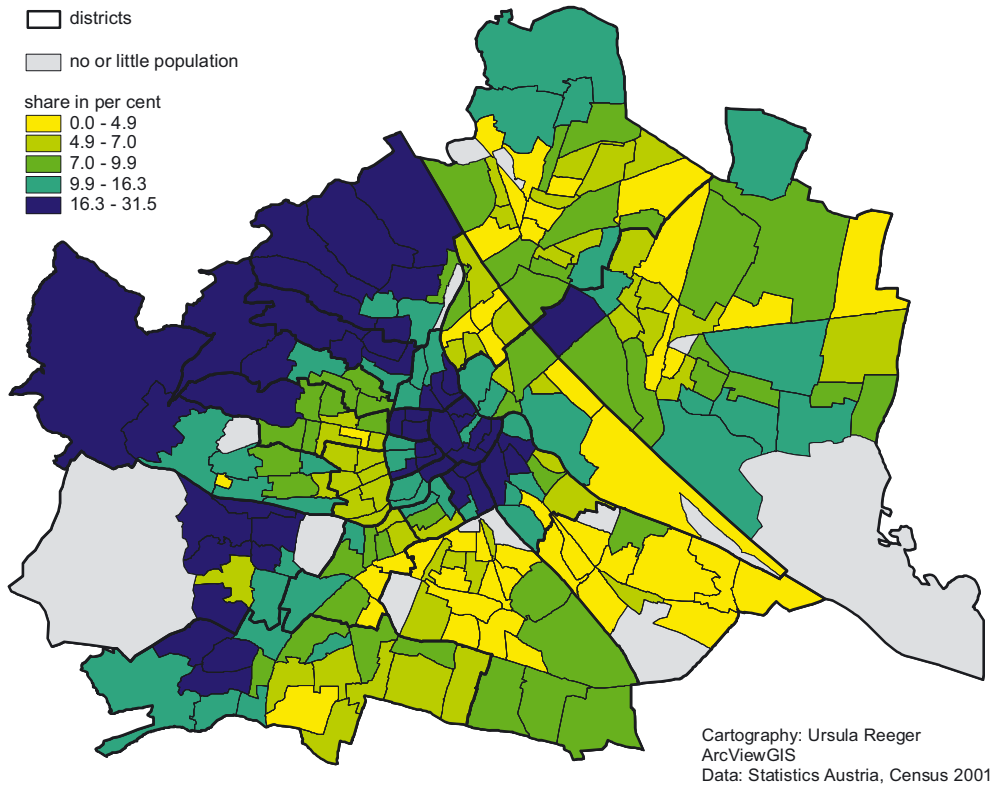 districts
no or little population
share in per cent
0.0 - 4.9
4.9 - 7.0
7.0 - 9.9
9.9 - 16.3
16.3 - 31.5
Cartography: Ursula Reeger
ArcViewGIS
Data: Statistics Austria, Census 2001